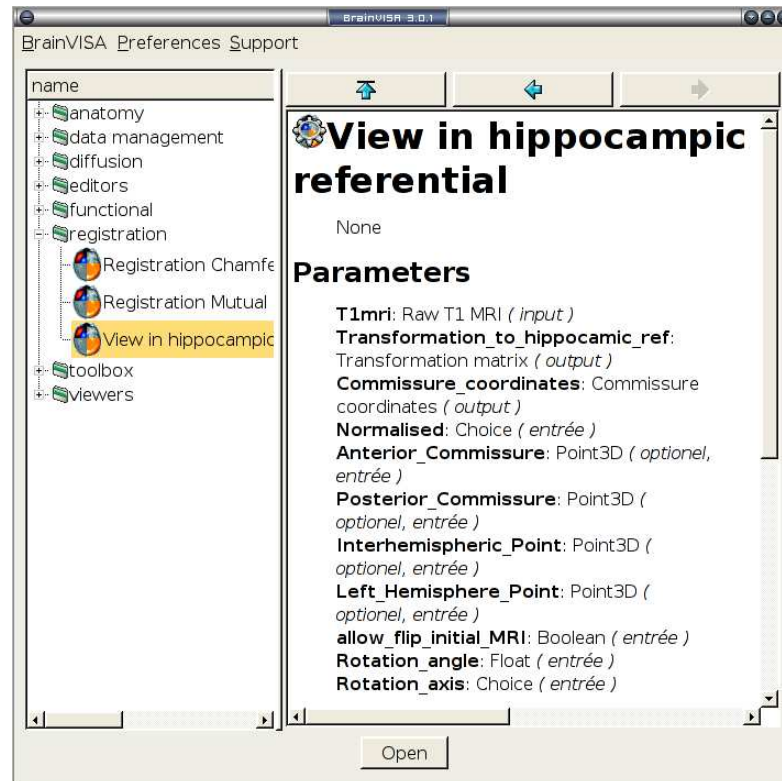 BrainVISA 3.0.1
BrainVISA Preferences Support
name
anatomy
data management
diffusion
editors
functional
registration
Registration Chamfe
Registration Mutual
View in hippocampic
toolbox
viewers
View in hippocampic
referential
None
Parameters
T1mri: Raw T1 MRI ( input )
Transformation_to_hippocamic_ref:
Transformation matrix ( output )
Commissure_coordinates: Commissure
coordinates ( output )
Normalised: Choice ( entrée )
Anterior_Commissure: Point3D ( optionel,
entrée )
Posterior_Commissure: Point3D (
optionel, entrée )
Interhemispheric_Point: Point3D (
optionel, entrée )
Left_Hemisphere_Point: Point3D (
optionel, entrée )
allow_flip_initial_MRI: Boolean ( entrée )
Rotation_angle: Float ( entrée )
Rotation_axis: Choice ( entrée )
Open